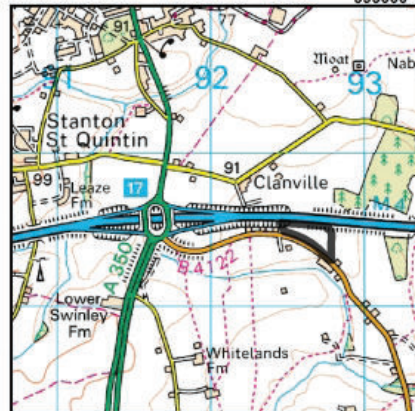 91
77
92
93
Moat
Nab
Stanton
St Quintin
91
99
Leaze
Fm
17
Clanville
M4
A 350
B 4122
Lower
Swinley
Fm
Whitelands
Fm